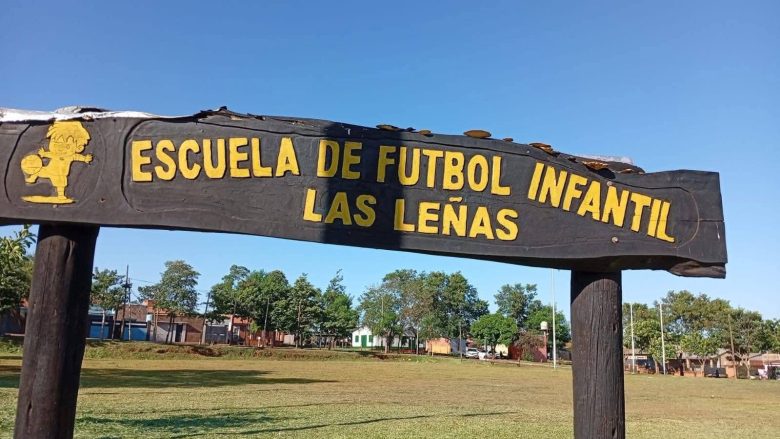 ESCUELA DE FUTBOL INFANTIL
LAS LEÑAS